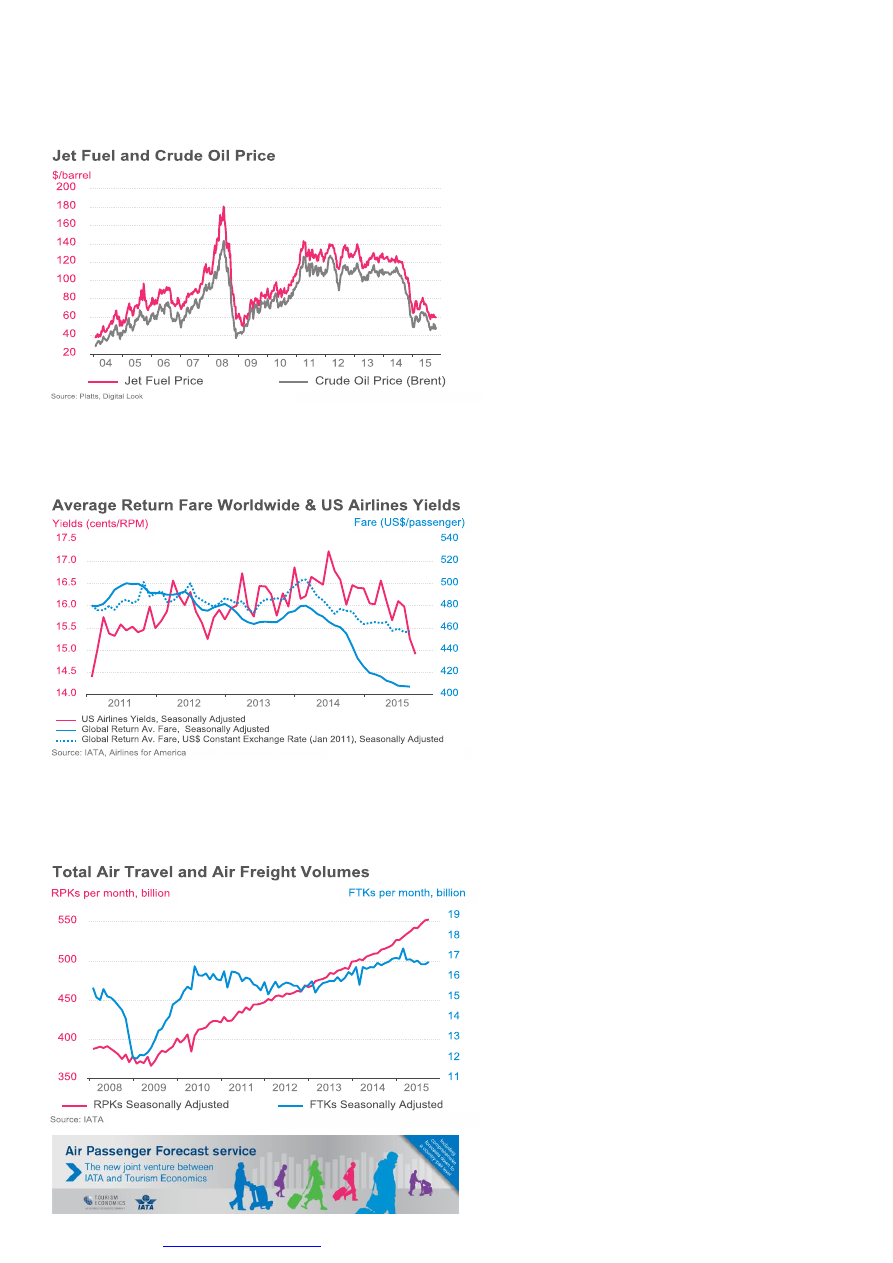 Jet Fuel and Crude Oil Price
$/barrel
200
180
160
140
120
100
80
60
40
20
04 05 06 07 08 09 10 11 12 13 14 15
Jet Fuel Price Crude Oil Price (Brent)
Source: Platts, Digital Look
Average Return Fare Worldwide & US Airlines Yields
Yields (cents/RPM) Fare (US$/passenger)
17.5 540
17.0 520
16.5 500
16.0 480
15.5 460
15.0 440
14.5 420
14.0 400
2011 2012 2013 2014 2015
US Airlines Yields, Seasonally Adjusted
Global Return Av. Fare, Seasonally Adjusted
Global Return Av. Fare, US$ Constant Exchange Rate (Jan 2011), Seasonally Adjusted
Source: IATA, Airlines for America
Total Air Travel and Air Freight Volumes
RPKs per month, billion FTKs per month, billion
19
550
18
17
500
16
15
450
14
400
13
12
350 11
2008 2009 2010 2011 2012 2013 2014 2015
RPKs Seasonally Adjusted FTKs Seasonally Adjusted
Source: IATA
Air Passenger Forecast service
The new joint venture between
IATA and Tourism Economics
TOURISM
ECONOMICS
IATA